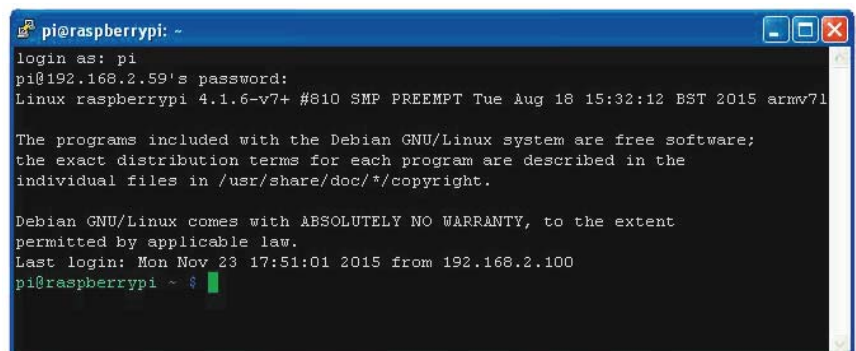 pi@raspberrypi: ~
login as: pi
pi@192.168.2.59's password:
Linux raspberrypi 4.1.6-v7+ #810 SMP PREEMPT Tue Aug 18 15:32:12 BST 2015 armv7l
The programs included with the Debian GNU/Linux system are free software;
the exact distribution terms for each program are described in the
individual files in /usr/share/doc/*/copyright.
Debian GNU/Linux comes with ABSOLUTELY NO WARRANTY, to the extent
permitted by applicable law.
Last login: Mon Nov 23 17:51:01 2015 from 192.168.2.100
pi@raspberrypi ~ $